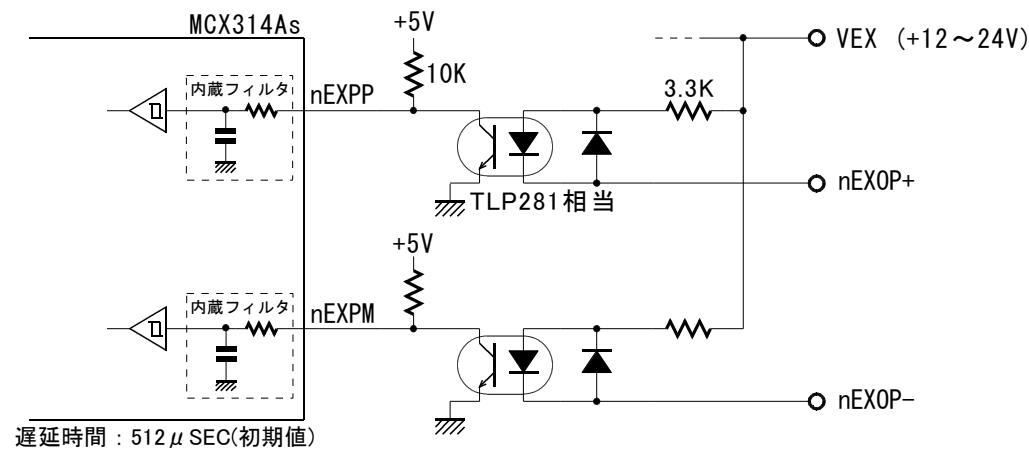 MCX314As
+5V
VEX (+12～24V)
10K
3.3K
内蔵フィルタ
nEXPP
nEXOP+
TLP281相当
+5V
内蔵フィルタ
nEXPM
nEXOP-
遅延時間：512μSEC(初期値)